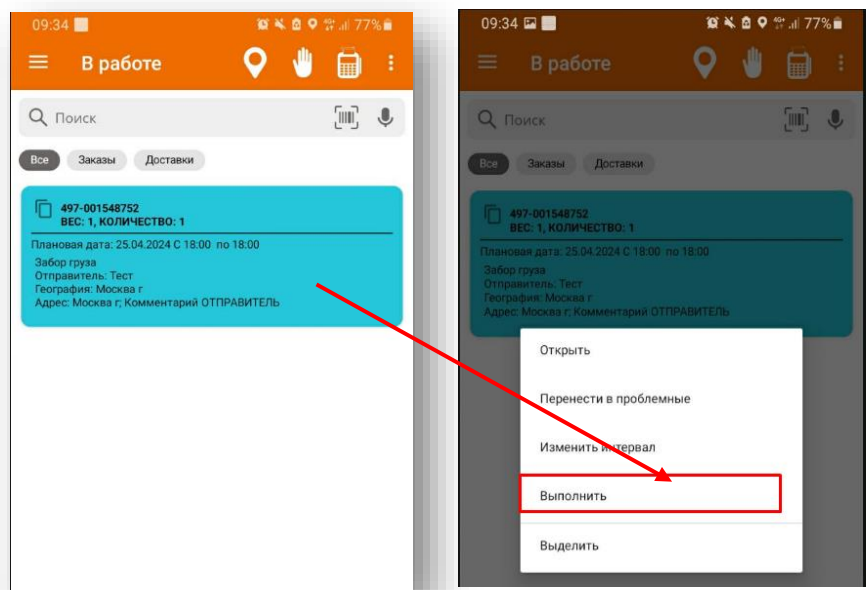 09:34 77%
В работе
Поиск
Все Заказы Доставки
497-001548752
ВЕС: 1, КОЛИЧЕСТВО: 1
Плановая дата: 25.04.2024 С 18:00 по 18:00
Забор груза
Отправитель: Тест
География: Москва г
Адрес: Москва г; Комментарий ОТПРАВИТЕЛЬ
09:34 77%
В работе
Поиск
Все Заказы Доставки
497-001548752
ВЕС: 1, КОЛИЧЕСТВО: 1
Плановая дата: 25.04.2024 С 18:00 по 18:00
Забор груза
Отправитель: Тест
География: Москва г
Адрес: Москва г; Комментарий ОТПРАВИТЕЛЬ
Открыть
Перенести в проблемные
Изменить интервал
Выполнить
Выделить